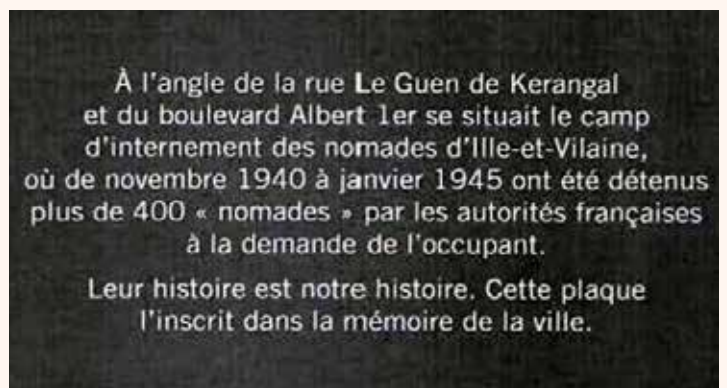 À l'angle de la rue Le Guen de Kerangal
et du boulevard Albert 1er se situait le camp
d'internement des nomades d'Ille-et-Vilaine,
où de novembre 1940 à janvier 1945 ont été détenus
plus de 400 « nomades » par les autorités françaises
à la demande de l'occupant.
Leur histoire est notre histoire. Cette plaque
l'inscrit dans la mémoire de la ville.